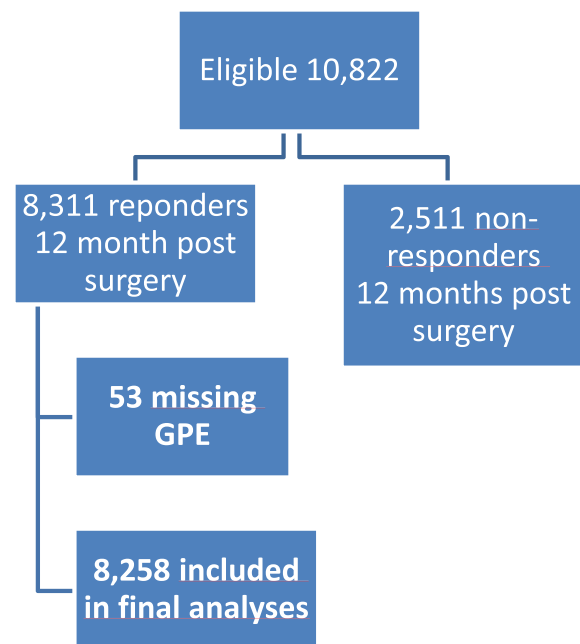 Eligible 10,822
8,311 reponders
12 month post
surgery
2,511 non-
responders
12 months post
surgery
53 missing
GPE
8,258 included
in final analyses